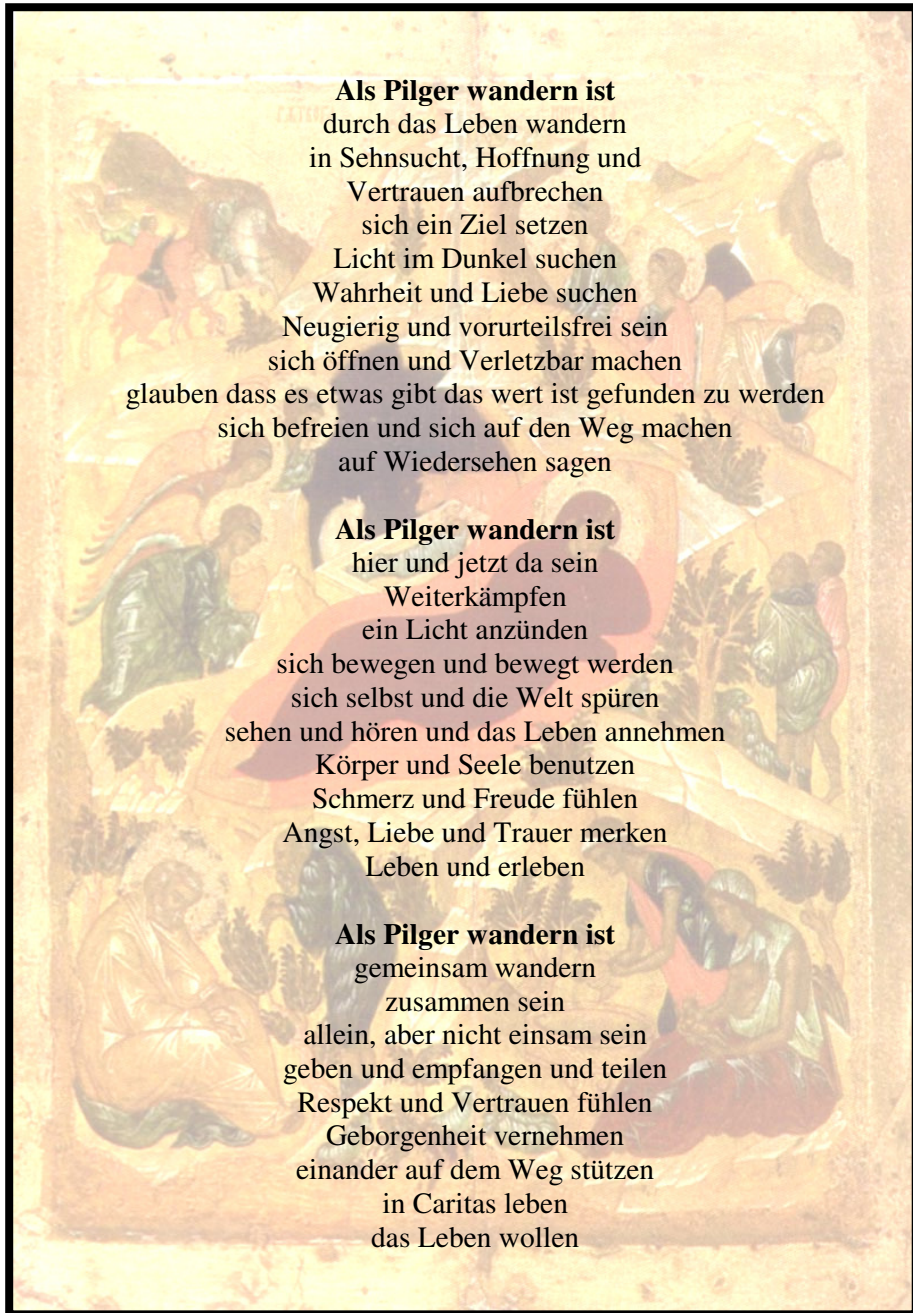 Als Pilger wandern ist
durch das Leben wandern
in Sehnsucht, Hoffnung und
Vertrauen aufbrechen
sich ein Ziel setzen
Licht im Dunkel suchen
Wahrheit und Liebe suchen
Neugierig und vorurteilsfrei sein
sich öffnen und Verletzbar machen
glauben dass es etwas gibt das wert ist gefunden zu werden
sich befreien und sich auf den Weg machen
auf Wiedersehen sagen
Als Pilger wandern ist
hier und jetzt da sein
Weiterkämpfen
ein Licht anzünden
sich bewegen und bewegt werden
sich selbst und die Welt spüren
sehen und hören und das Leben annehmen
Körper und Seele benutzen
Schmerz und Freude fühlen
Angst, Liebe und Trauer merken
Leben und erleben
Als Pilger wandern ist
gemeinsam wandern
zusammen sein
allein, aber nicht einsam sein
geben und empfangen und teilen
Respekt und Vertrauen fühlen
Geborgenheit vernehmen
einander auf dem Weg stützen
in Caritas leben
das Leben wollen